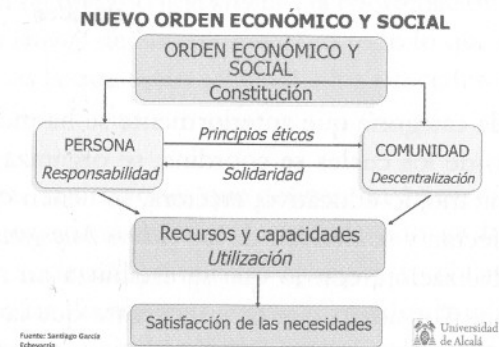 NUEVO ORDEN ECONÓMICO Y SOCIAL
ORDEN ECONÓMICO Y
SOCIAL
Constitución
PERSONA
Responsabilidad
Principios éticos
Solidaridad
COMUNIDAD
Descentralización
Recursos y capacidades
Utilización
Satisfacción de las necesidades
Fuente: Santiago García
Echevarría
Universidad
de Alcalá